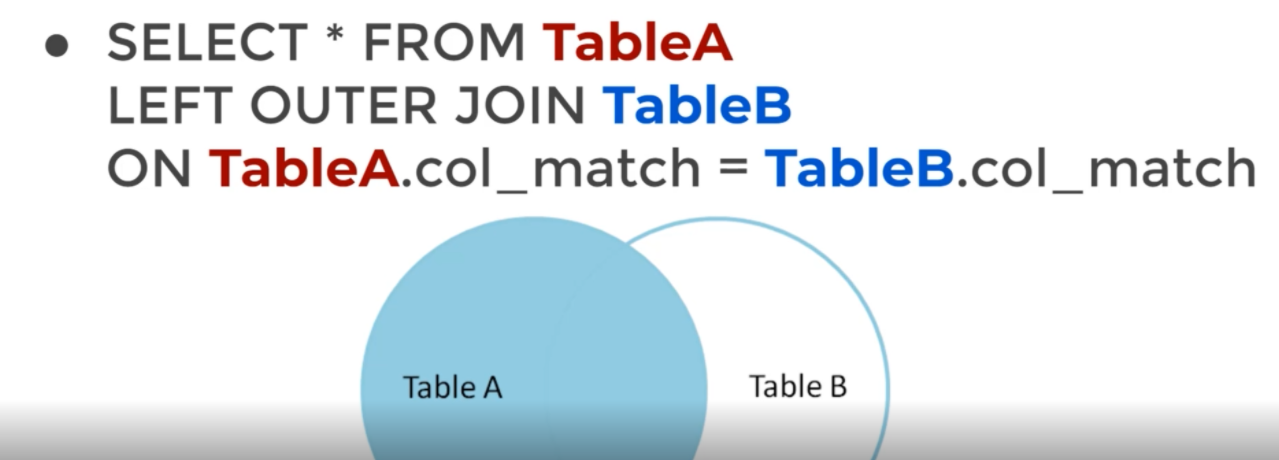 ● SELECT * FROM TableA
LEFT OUTER JOIN TableB
ON TableA.col_match = TableB.col_match
Table A
Table B